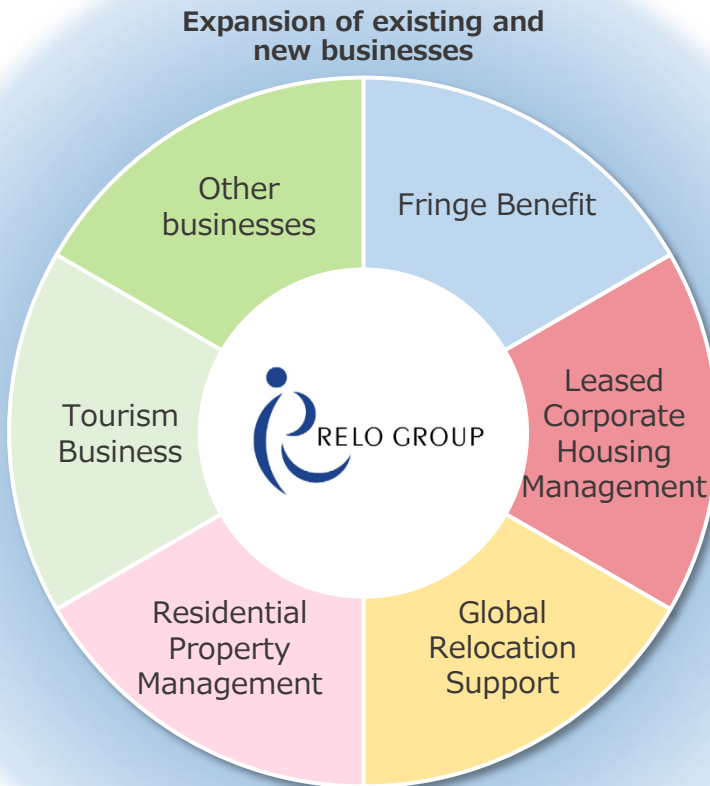 Expansion of existing and
new businesses
Other
businesses
Fringe Benefit
Leased
Corporate
Housing
Management
Tourism
Business
RELO GROUP
Residential
Property
Management
Global
Relocation
Support